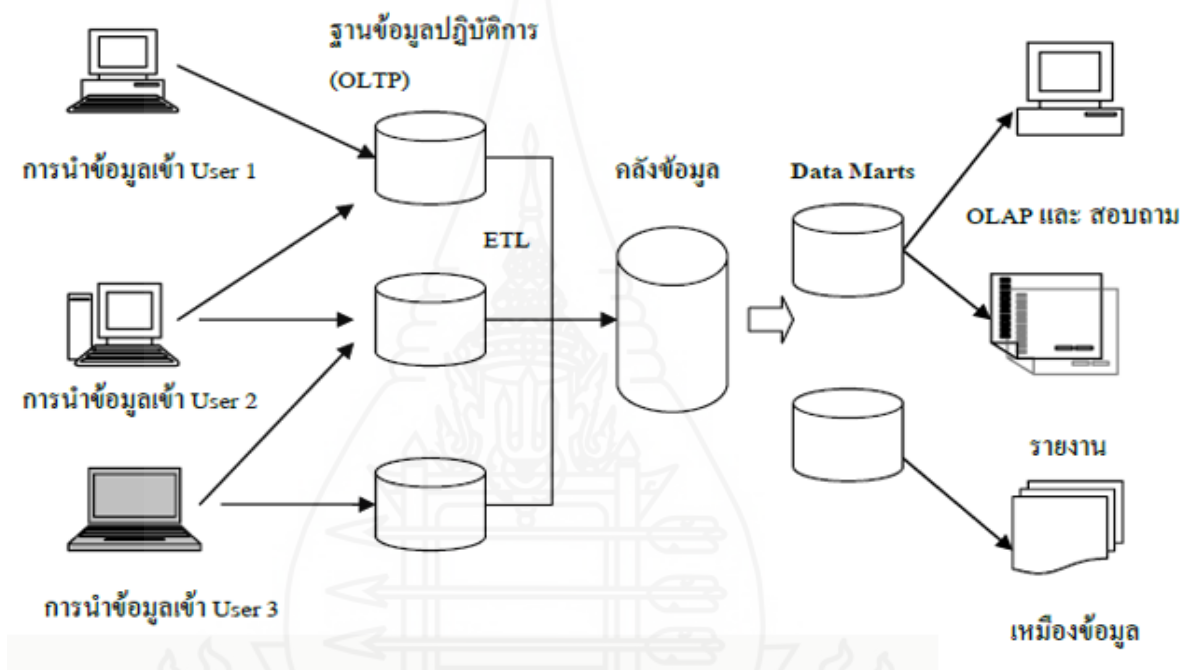 ฐานข้อมูลปฏิบัติการ
(OLTP)
การนำข้อมูลเข้า User 1
คลังข้อมูล
Data Marts
OLAP และ สอบถาม
ETL
การนำข้อมูลเข้า User 2
รายงาน
การนำข้อมูลเข้า User 3
เหมืองข้อมูล